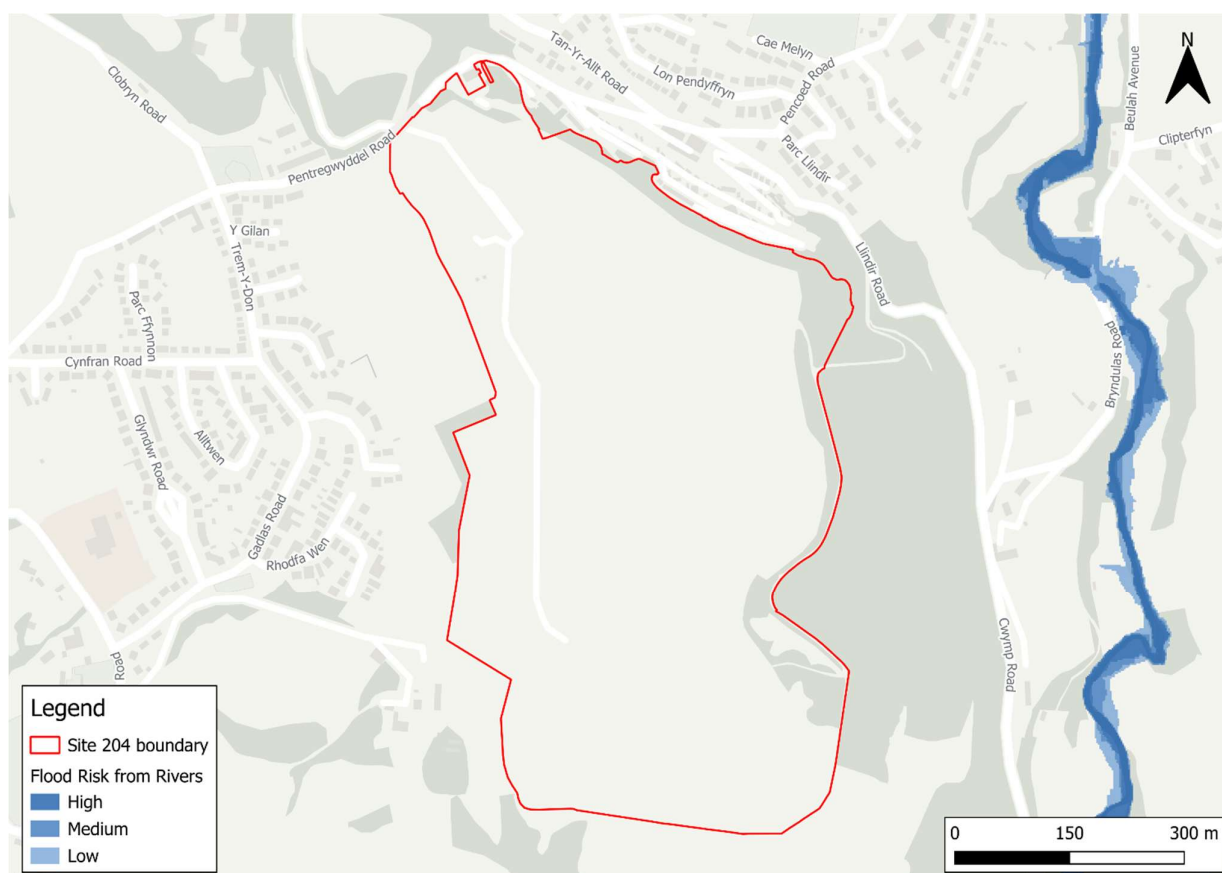 Clobryn Road
Tan-Yr-Allt Road
Cae Melyn
Lon Pendyffryn
Pencoed Road
Beulah Avenue
N
Clipterfyn
Pentregwyddel Road
Parc Llindir
Y Gilan
Trem-Y-Don
Llindir Road
Parc Ffynnon
Cynfran Road
Bryndulas Road
Glyndwr Road
Alltwen
Gadlas Road
Rhodfa Wen
Cwymp Road
Road
Legend
Site 204 boundary
Flood Risk from Rivers
High
Medium
Low
0 150 300 m